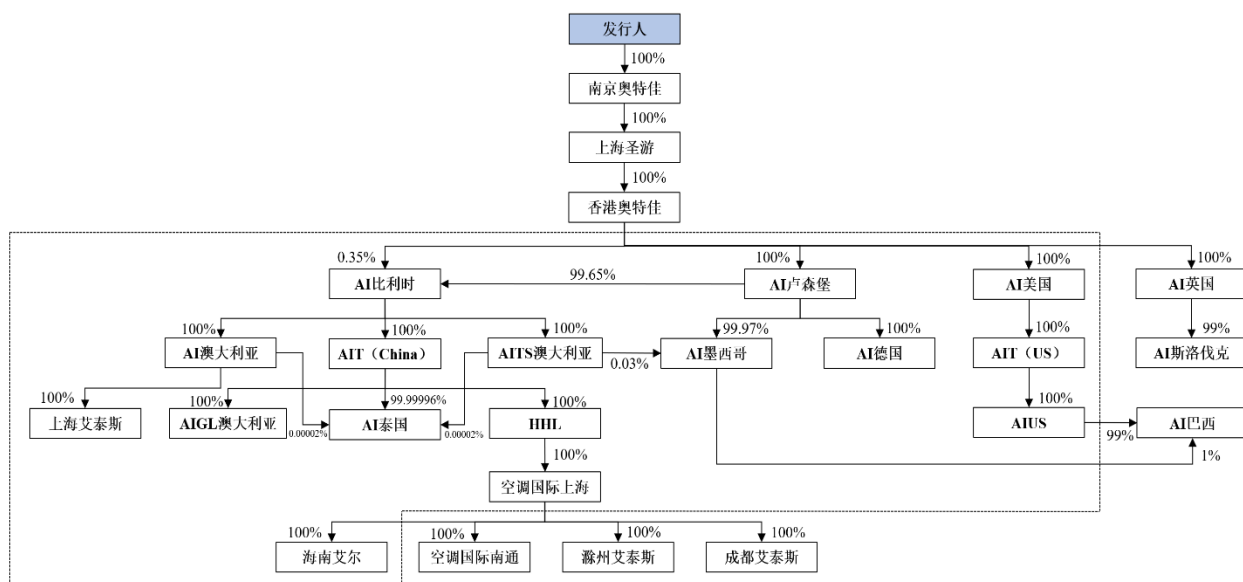 发行人
100%
南京奥特佳
100%
上海圣游
100%
香港奥特佳
0.35% 100% 100% 100%
AI比利时 99.65% AI卢森堡 AI美国 AI英国
100% 100% 100% 99.97% 100% 100% 99%
AI澳大利亚 AIT（China） AITS澳大利亚 0.03% AI墨西哥 AI德国 AIT（US） AI斯洛伐克
100% 100% 99.99996% 100% 100%
上海艾泰斯 AIGL澳大利亚 0.00002% AI泰国 0.00002% HHL AIUS 99% AI巴西
100% 1%
空调国际上海
100% 100% 100% 100%
海南艾尔 空调国际南通 滁州艾泰斯 成都艾泰斯